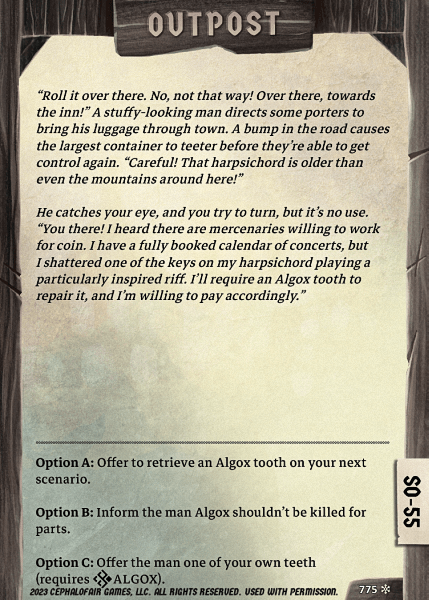 OUTPOST
“Roll it over there. No, not that way! Over there, towards
the inn!” A stuffy-looking man directs some porters to
bring his luggage through town. A bump in the road causes
the largest container to teeter before they’re able to get
control again. “Careful! That harpsichord is older than
even the mountains around here!”
He catches your eye, and you try to turn, but it’s no use.
“You there! I heard there are mercenaries willing to work
for coin. I have a fully booked calendar of concerts, but
I shattered one of the keys on my harpsichord playing a
particularly inspired riff. I’ll require an Algox tooth to
repair it, and I’m willing to pay accordingly.”
Option A: Offer to retrieve an Algox tooth on your next
scenario.
Option B: Inform the man Algox shouldn’t be killed for
parts.
Option C: Offer the man one of your own teeth
(requires ALGOX).
SO-55
2023 CEPHALOFAIR GAMES, LLC. ALL RIGHTS RESERVED. USED WITH PERMISSION.
775